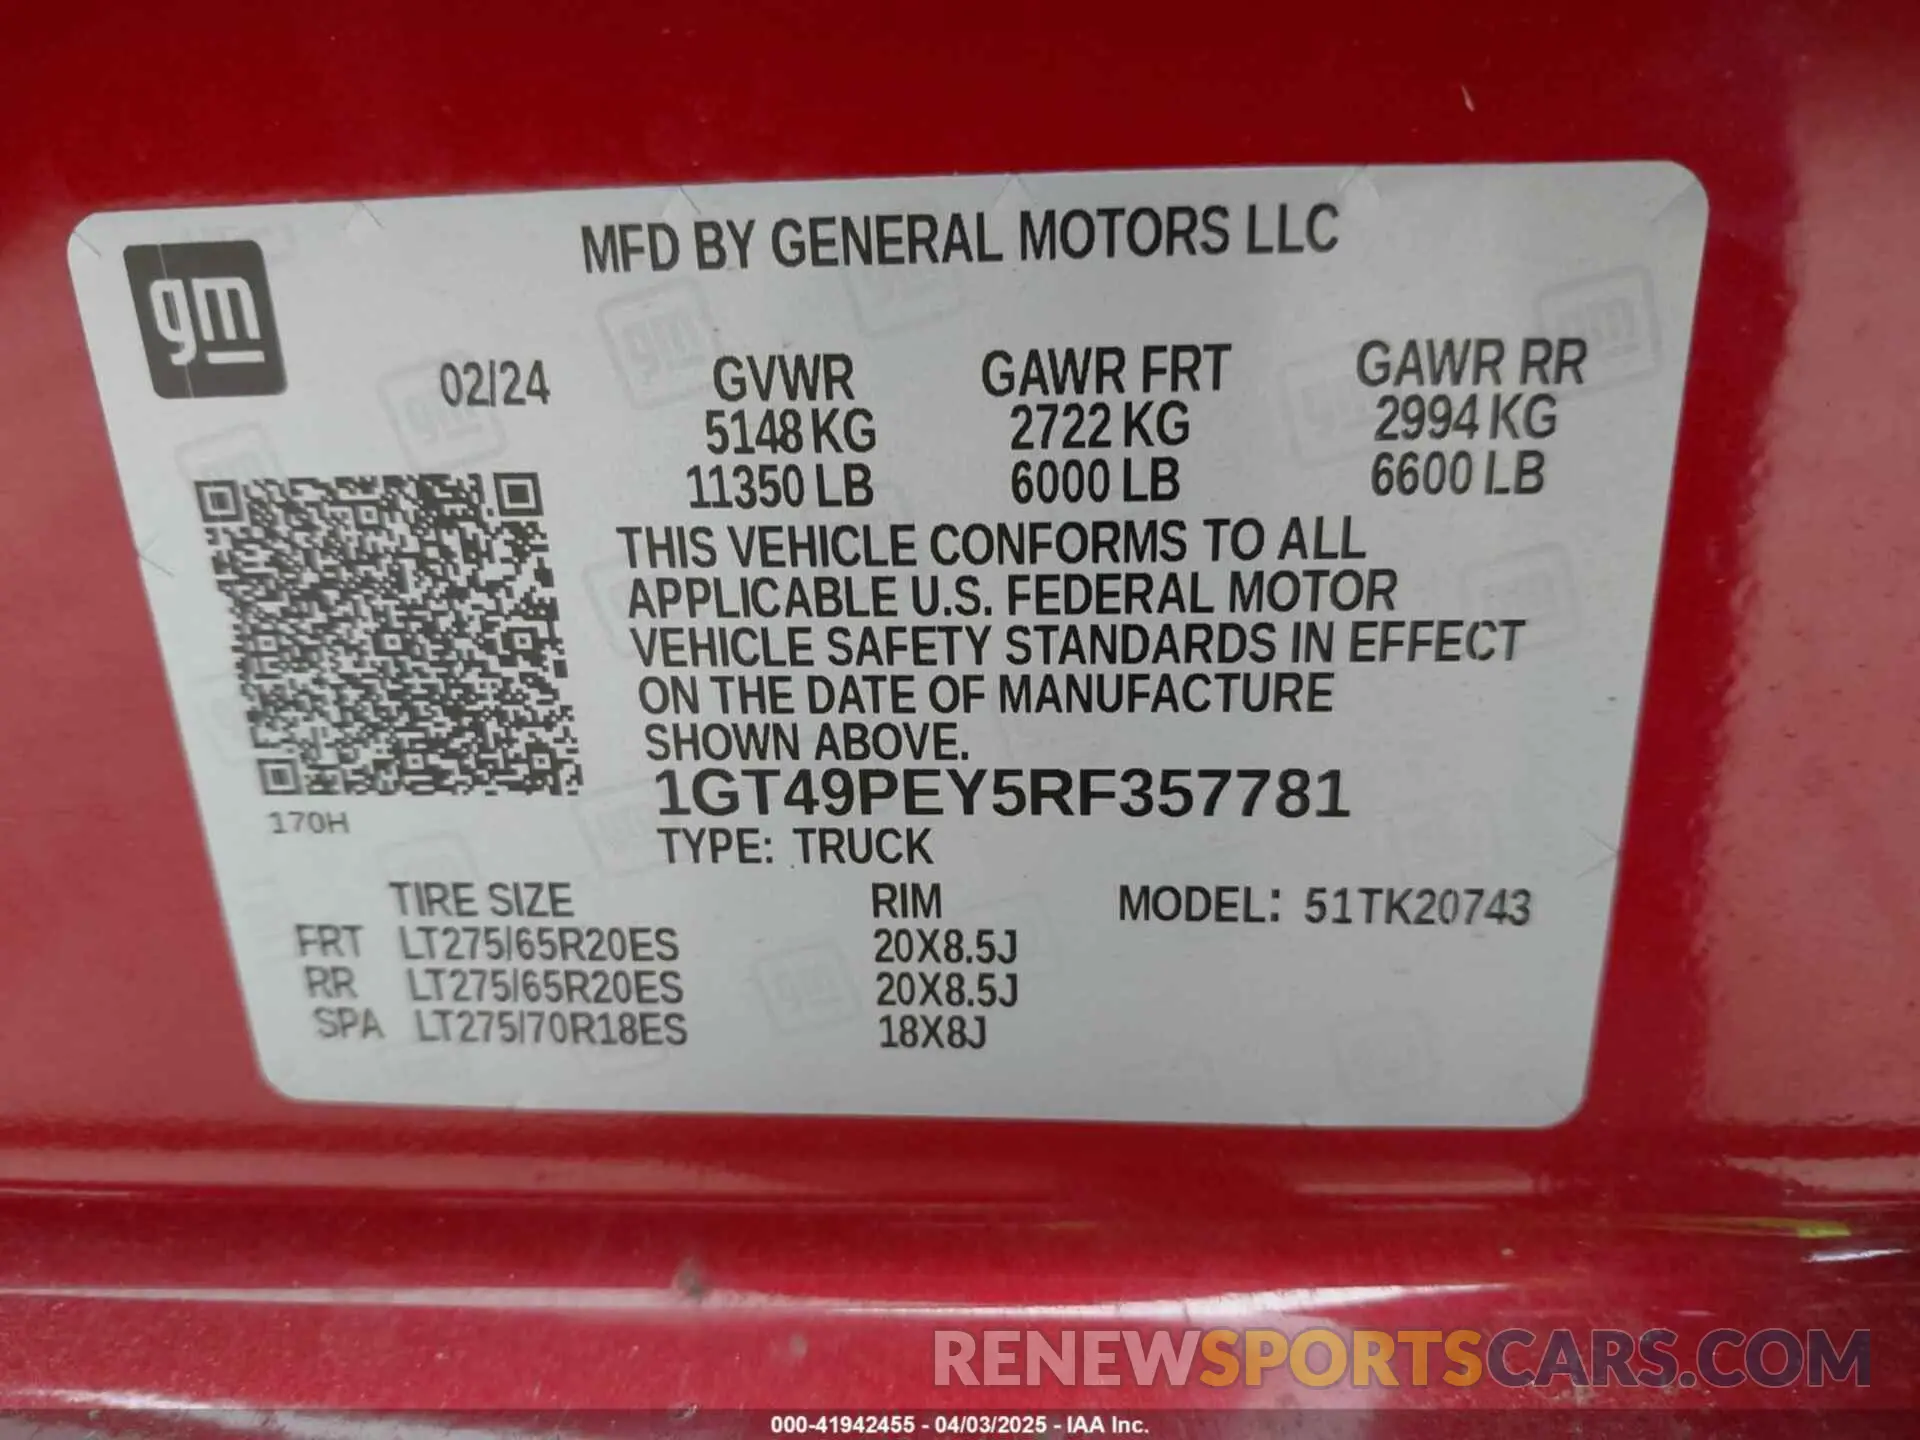 MFD BY GENERAL MOTORS LLC
gm
02/24 GVWR GAWR FRT GAWR RR
5148 KG 2722 KG 2994 KG
11350 LB 6000 LB 6600 LB
THIS VEHICLE CONFORMS TO ALL
APPLICABLE U.S. FEDERAL MOTOR
VEHICLE SAFETY STANDARDS IN EFFECT
ON THE DATE OF MANUFACTURE
SHOWN ABOVE.
1GT49PEY5RF357781
170H
TYPE: TRUCK
TIRE SIZE RIM MODEL: 51TK20743
FRT LT275/65R20ES 20X8.5J
RR LT275/65R20ES 20X8.5J
SPA LT275/70R18ES 18X8J
RENEWSPORTSCARS.COM
000-41942455 - 04/03/2025 - IAA Inc.